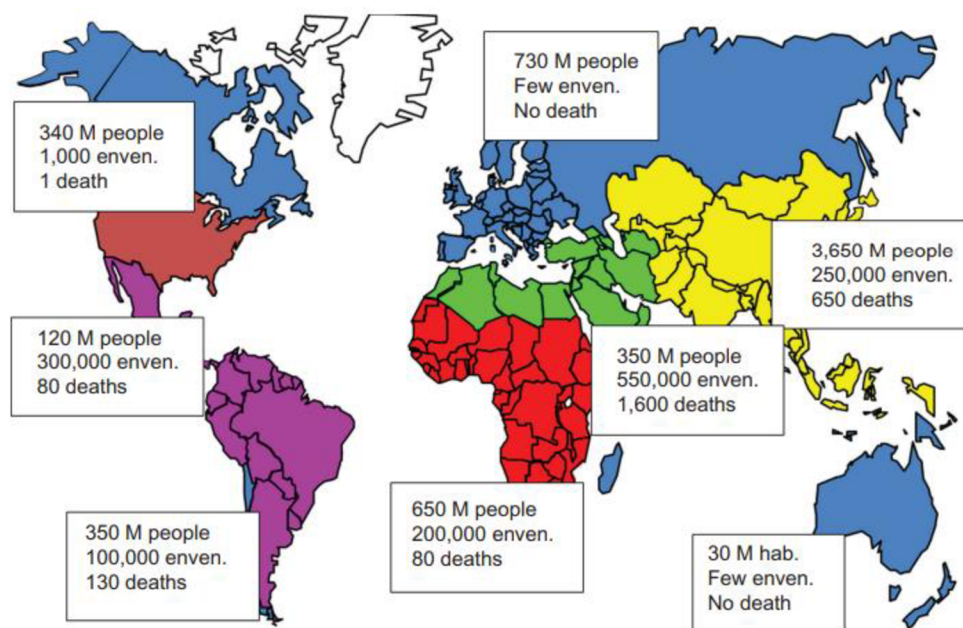 730 M people
Few enven.
No death
340 M people
1,000 enven.
1 death
3,650 M people
250,000 enven.
650 deaths
120 M people
300,000 enven.
80 deaths
350 M people
550,000 enven.
1,600 deaths
650 M people
200,000 enven.
80 deaths
350 M people
100,000 enven.
130 deaths
30 M hab.
Few enven.
No death